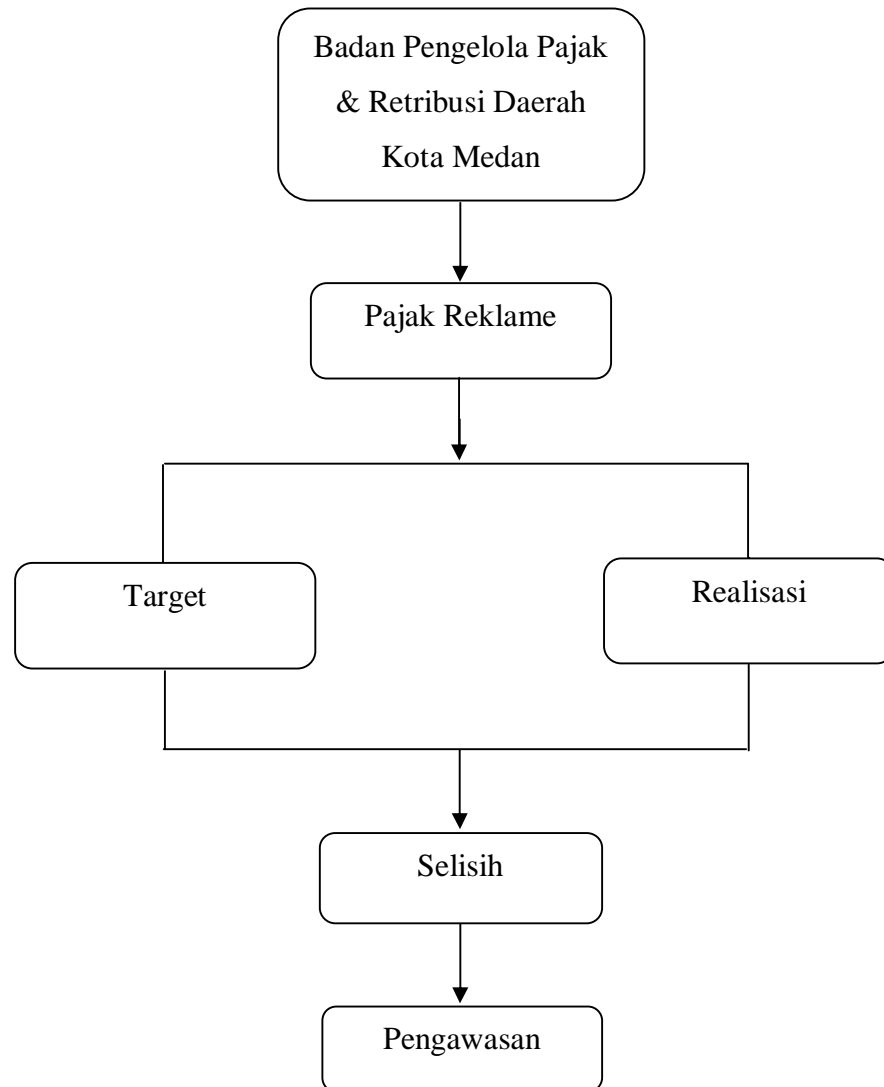 Badan Pengelola Pajak
& Retribusi Daerah
Kota Medan
Pajak Reklame
Target
Realisasi
Selisih
Pengawasan